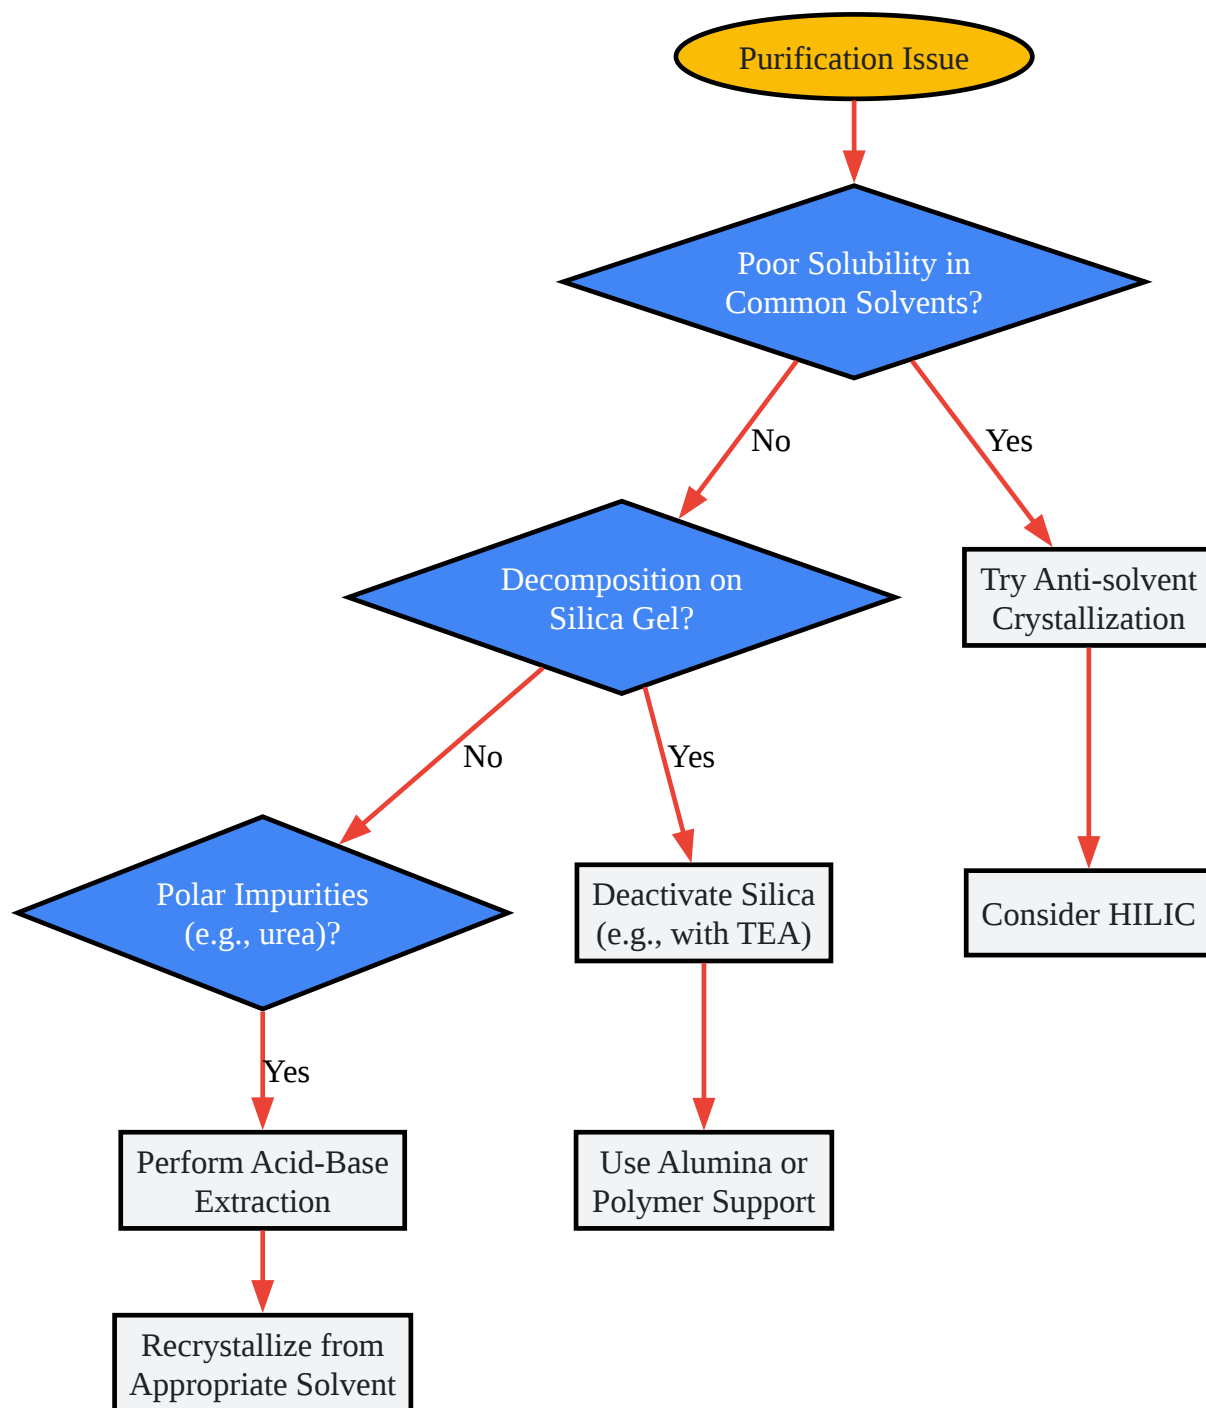 Purification Issue
Poor Solubility in
Common Solvents?
No
Yes
Decomposition on
Silica Gel?
Try Anti-solvent
Crystallization
No
Yes
Polar Impurities
(e.g., urea)?
Deactivate Silica
(e.g., with TEA)
Consider HILIC
Yes
Perform Acid-Base
Extraction
Use Alumina or
Polymer Support
Recrystallize from
Appropriate Solvent